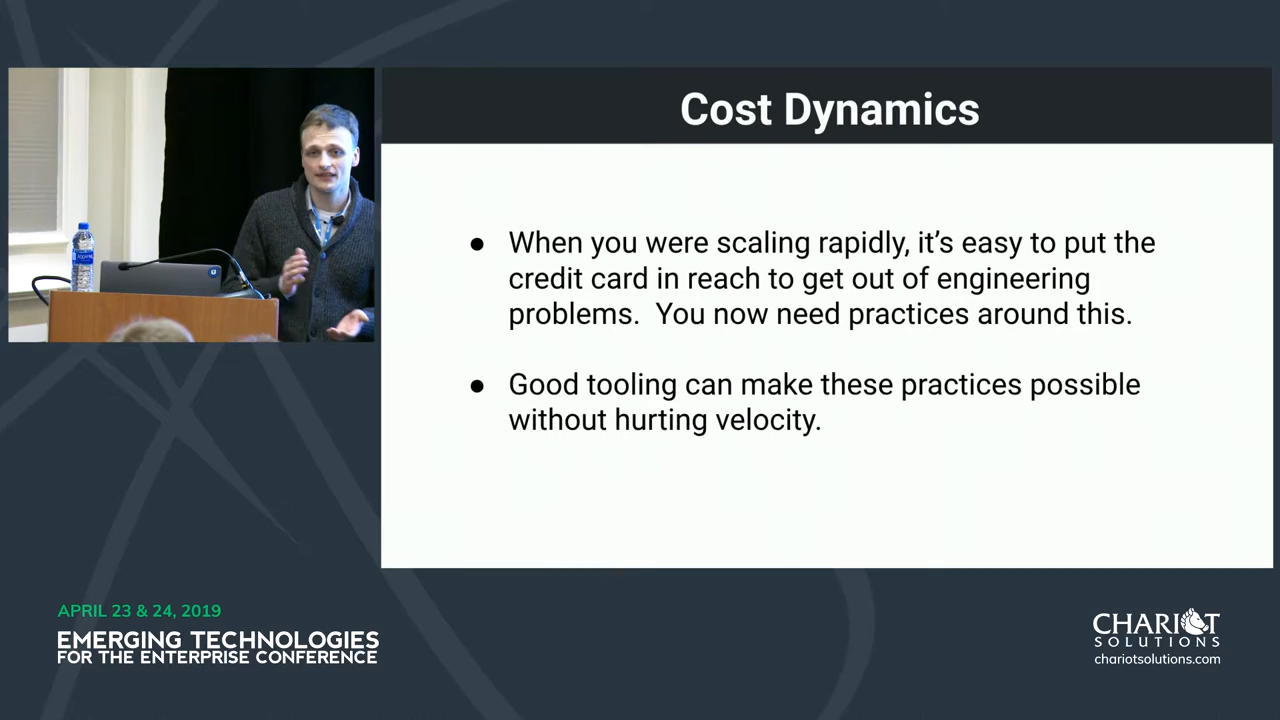 Cost Dynamics
● When you were scaling rapidly, it’s easy to put the
credit card in reach to get out of engineering
problems.  You now need practices around this.
● Good tooling can make these practices possible
without hurting velocity.
APRIL 23 & 24, 2019
EMERGING TECHNOLOGIES
FOR THE ENTERPRISE CONFERENCE
CHARIOT
SOLUTIONS
chariotsolutions.com